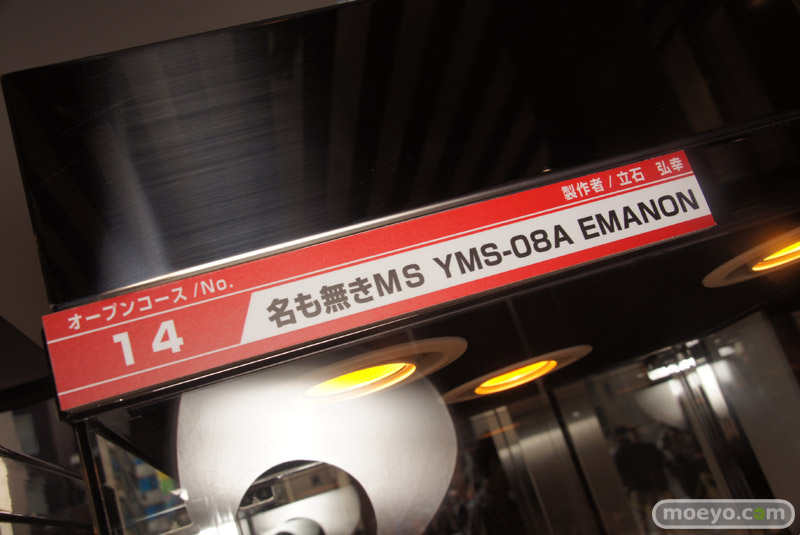 製作者/立石 弘幸
オープンコース/No.
14
名も無きMS YMS-08A EMANON
moeyo.com